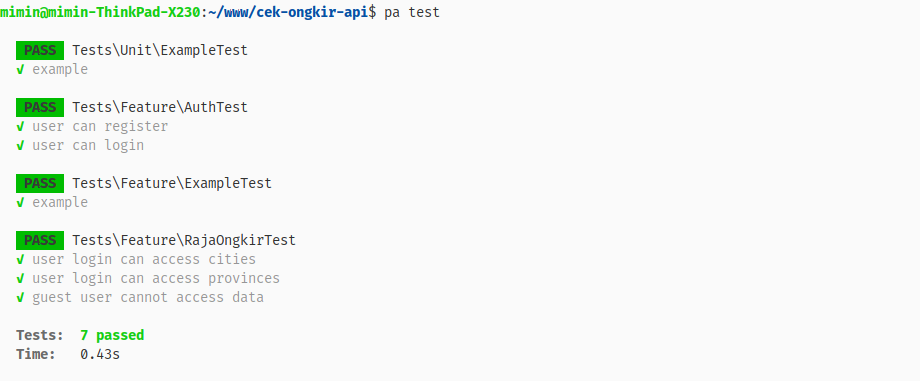 mimin@mimin-ThinkPad-X230:~/www/cek-ongkir-api$ pa test
PASS Tests\Unit\ExampleTest
✓ example
PASS Tests\Feature\AuthTest
✓ user can register
✓ user can login
PASS Tests\Feature\ExampleTest
✓ example
PASS Tests\Feature\RajaOngkirTest
✓ user login can access cities
✓ user login can access provinces
✓ guest user cannot access data
Tests: 7 passed
Time: 0.43s